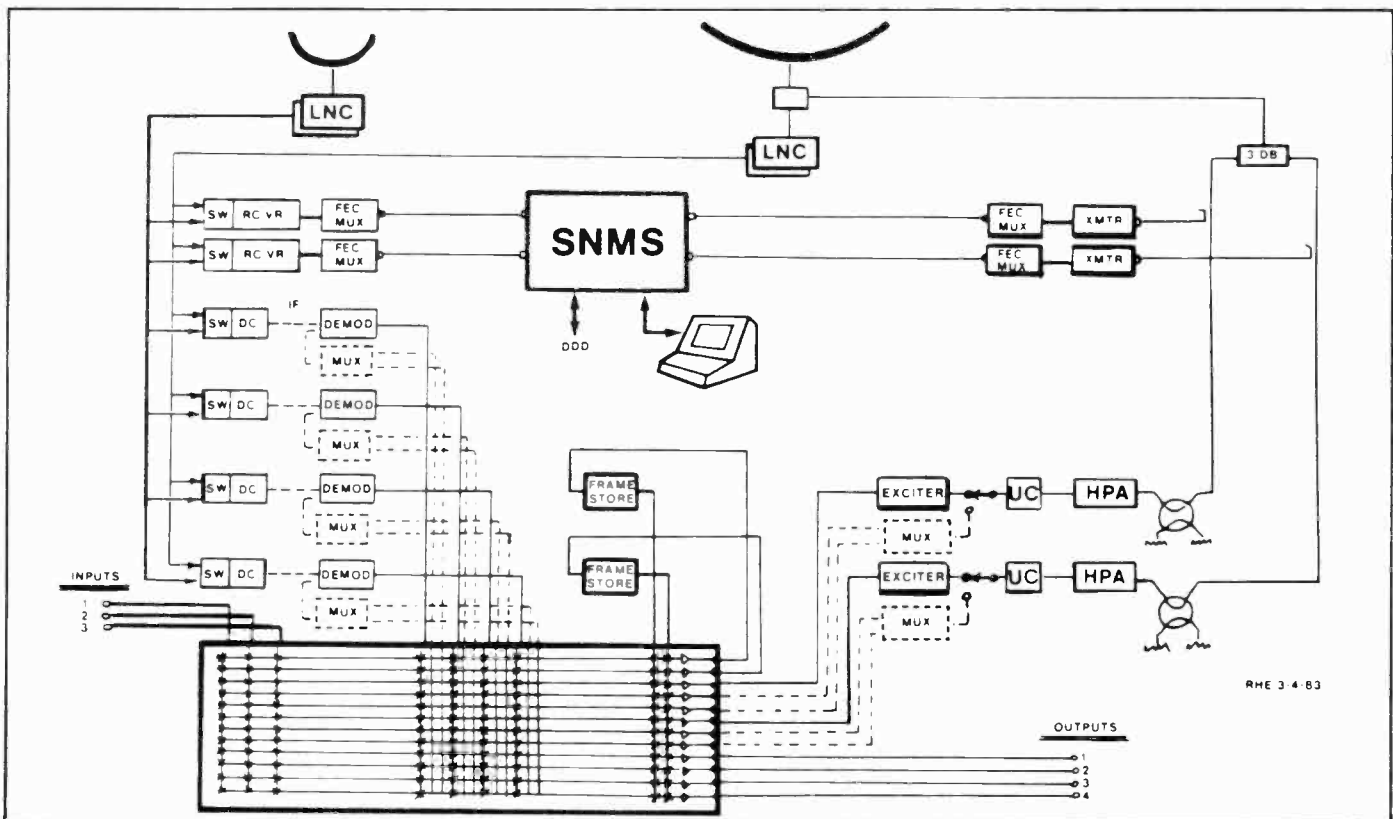 LNC
LNC
3 DB
SW RCVR FEC MUX
SNMS
FEC MUX XMTR
SW RCVR FEC MUX
FEC MUX XMTR
IF
SW DC DEMOD
DDD
MUX
SW DC DEMOD
MUX
SW DC DEMOD
FRAME STORE
EXCITER UC HPA
MUX
MUX
SW DC DEMOD
FRAME STORE
EXCITER UC HPA
INPUTS
MUX
MUX
1
2
3
RHE 3-4-83
OUTPUTS
1
2
3
4